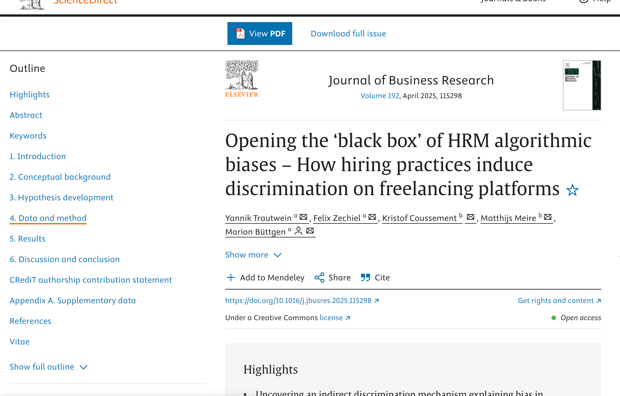 ScienceDirect
Journals & Books
Help
View PDF
Download full issue
Outline
Highlights
Abstract
Keywords
1. Introduction
2. Conceptual background
3. Hypothesis development
4. Data and method
5. Results
6. Discussion and conclusion
CRediT authorship contribution statement
Appendix A. Supplementary data
References
Vitae
Show full outline
ELSEVIER
Journal of Business Research
Volume 192, April 2025, 115298
Opening the ‘black box’ of HRM algorithmic
biases – How hiring practices induce
discrimination on freelancing platforms
Yannik Trautwein a, Felix Zechiel a, Kristof Coussement b, Matthijs Meire b,
Marion Büttgen a
Show more
Add to Mendeley
Share
Cite
https://doi.org/10.1016/j.jbusres.2025.115298
Get rights and content
Under a Creative Commons license
Open access
Highlights
• Uncovering an indirect discrimination mechanism explaining bias in